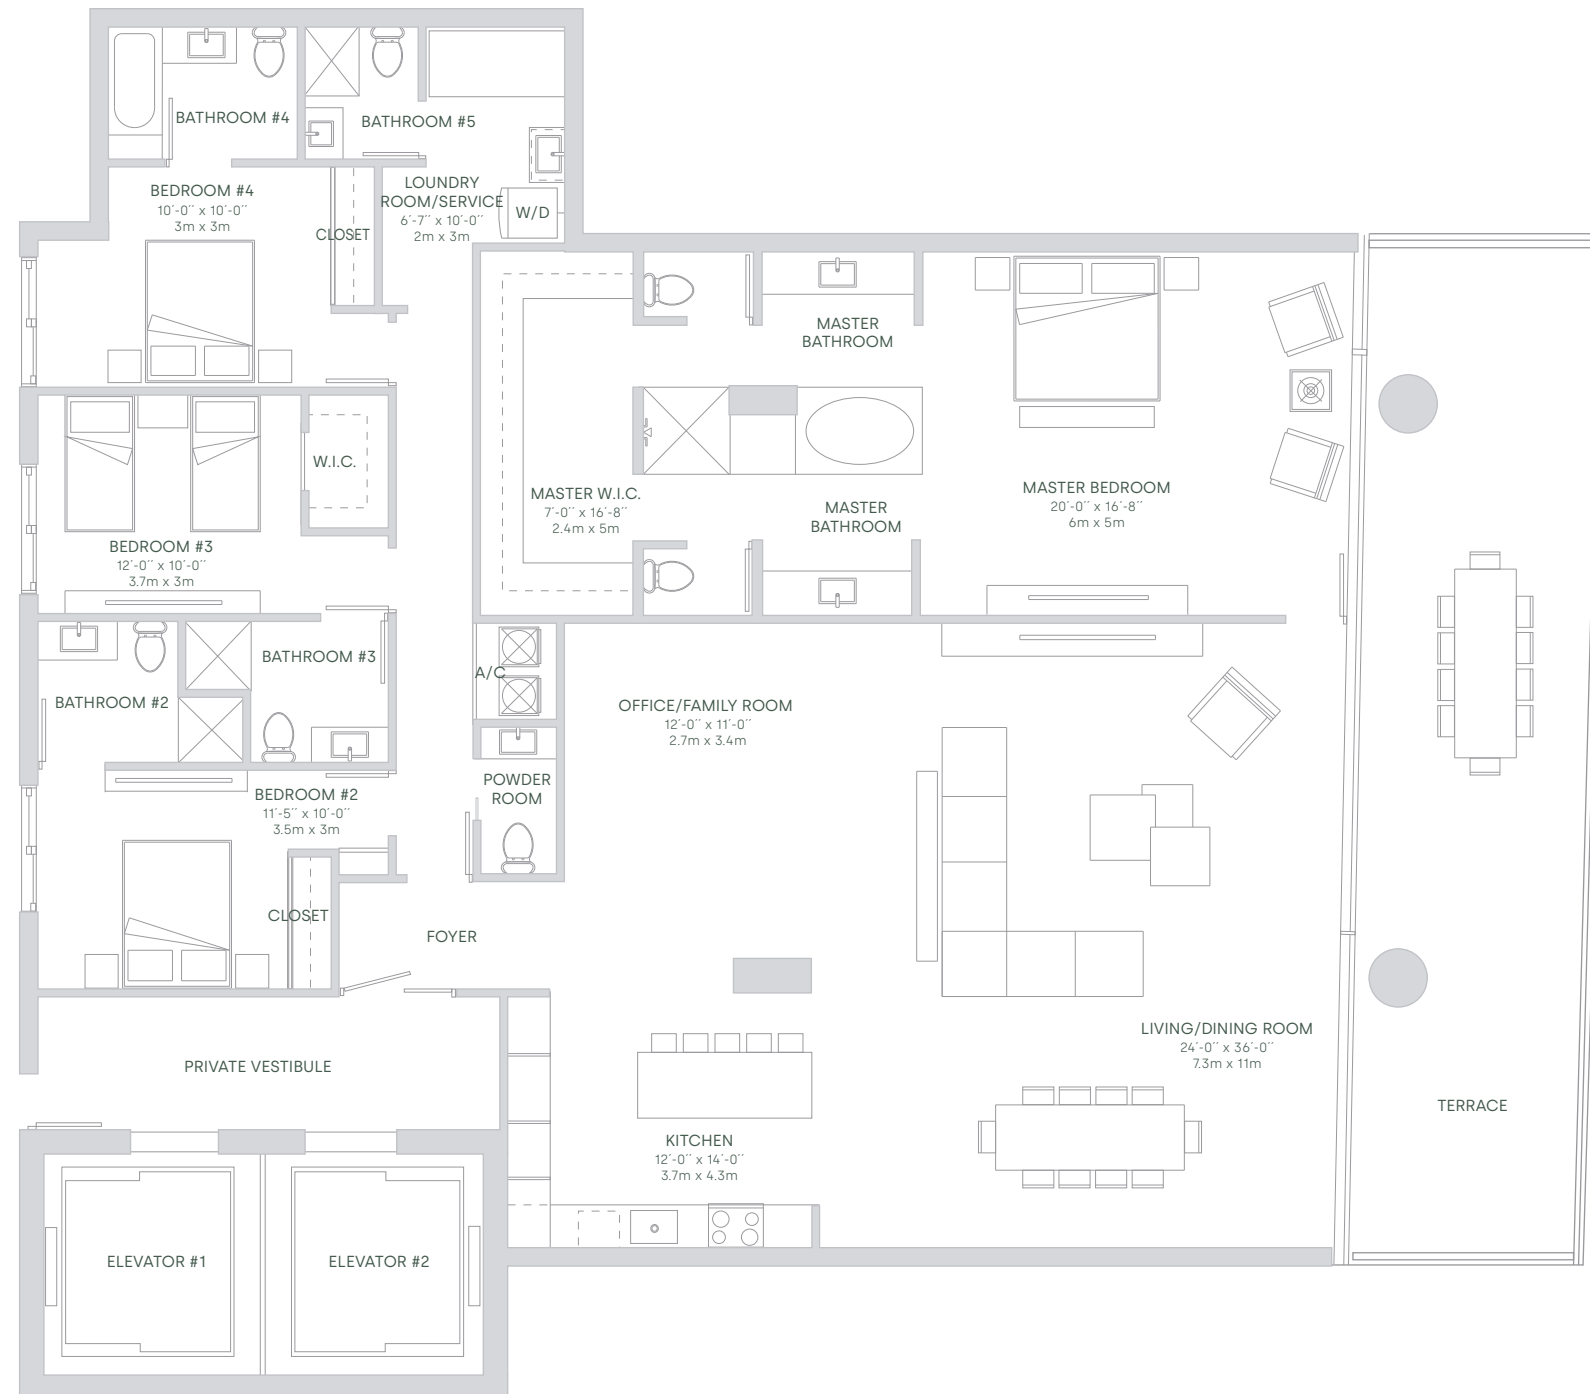 BATHROOM #4
BATHROOM #5
BEDROOM #4
10´-0´´ x 10´-0´´
3m x 3m
CLOSET
LOUNDRY
ROOM/SERVICE
6´-7´´ x 10´-0´´
2m x 3m
W/D
MASTER
BATHROOM
W.I.C.
MASTER W.I.C.
7´-0´´ x 16´-8´´
2.4m x 5m
MASTER
BATHROOM
MASTER BEDROOM
20´-0´´ x 16´-8´´
6m x 5m
BEDROOM #3
12´-0´´ x 10´-0´´
3.7m x 3m
BATHROOM #3
BATHROOM #2
A/C
OFFICE/FAMILY ROOM
12´-0´´ x 11´-0´´
2.7m x 3.4m
POWDER
ROOM
BEDROOM #2
11´-5´´ x 10´-0´´
3.5m x 3m
CLOSET
FOYER
PRIVATE VESTIBULE
LIVING/DINING ROOM
24´-0´´ x 36´-0´´
7.3m x 11m
TERRACE
KITCHEN
12´-0´´ x 14´-0´´
3.7m x 4.3m
ELEVATOR #1
ELEVATOR #2